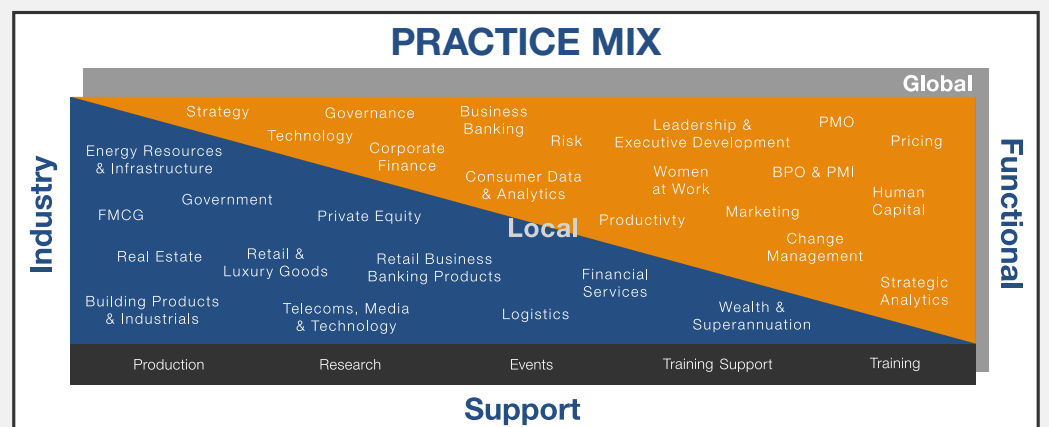 PRACTICE MIX
Global
Industry
Functional
Strategy
Governance
Business
Banking
Technology
Corporate
Finance
Risk
Leadership &
Executive Development
PMO
Pricing
Consumer Data
& Analytics
Women
at Work
BPO & PMI
Human
Capital
Productivty
Marketing
Change
Management
Strategic
Analytics
Local
Energy Resources
& Infrastructure
Government
FMCG
Private Equity
Real Estate
Retail &
Luxury Goods
Retail Business
Banking Products
Financial
Services
Building Products
& Industrials
Telecoms, Media
& Technology
Logistics
Wealth &
Superannuation
Production
Research
Events
Training Support
Training
Support